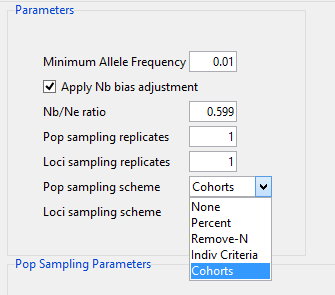 Parameters
Minimum Allele Frequency 0.01
Apply Nb bias adjustment
Nb/Ne ratio 0.599
Pop sampling replicates 1
Loci sampling replicates 1
Pop sampling scheme Cohorts
Loci sampling scheme
None
Percent
Remove-N
Indiv Criteria
Cohorts
Pop Sampling Parameters